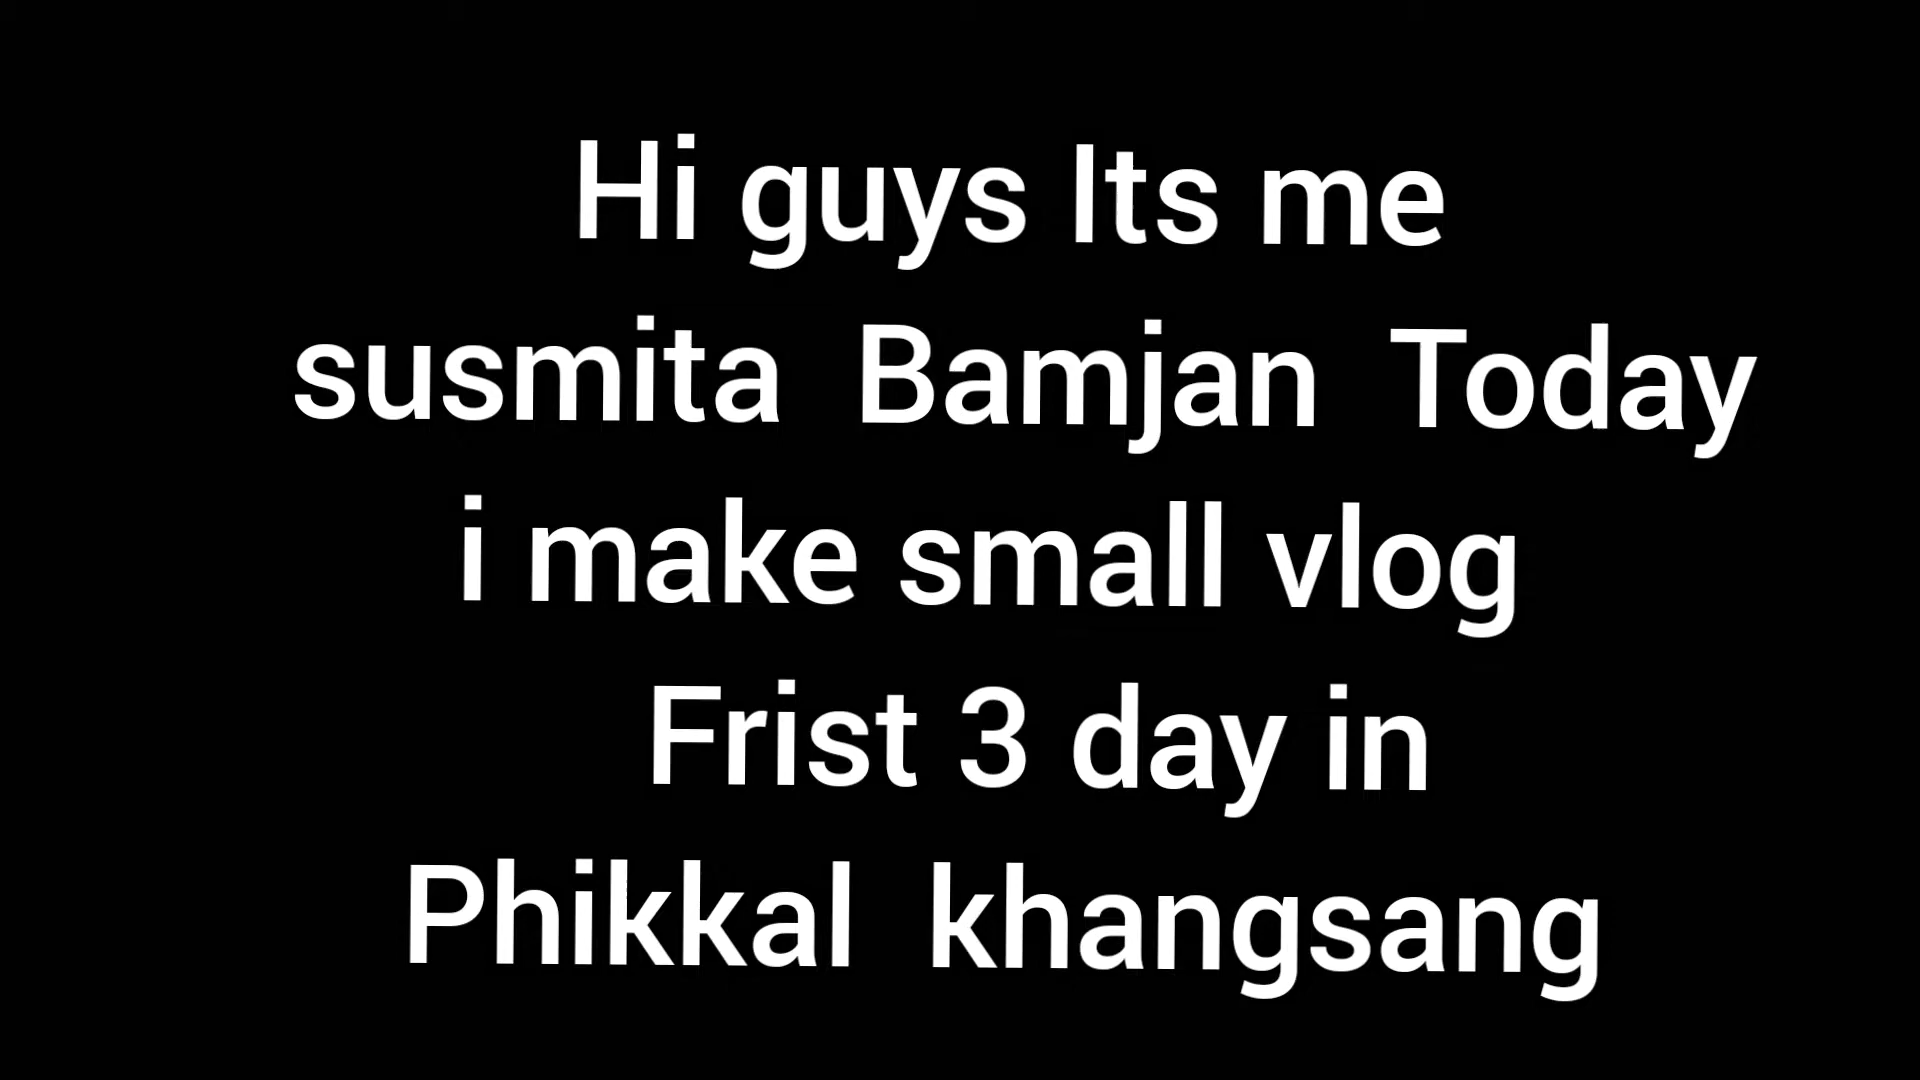 Hi guys Its me
susmita Bamjan Today
i make small vlog
Frist 3 day in
Phikkal khangsang